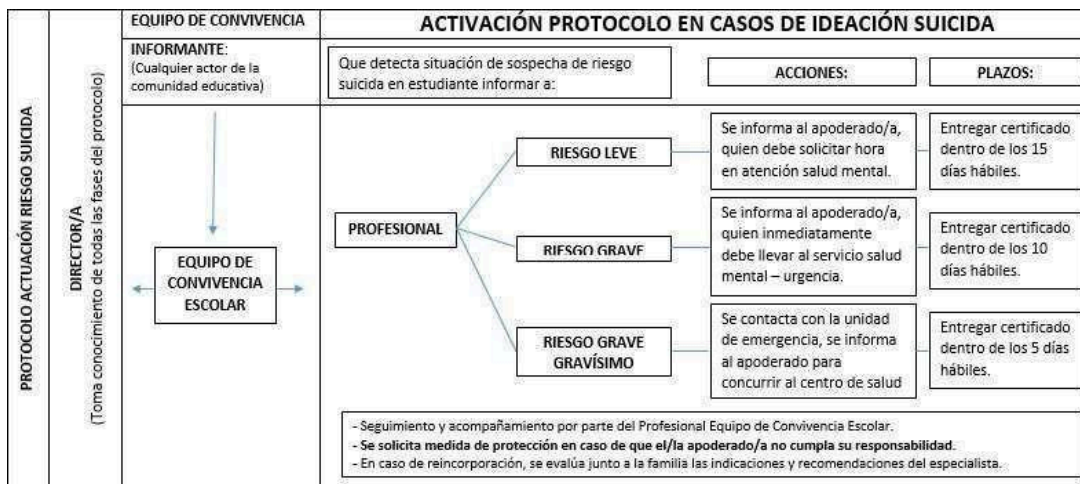 PROTOCOLO ACTUACIÓN RIESGO SUICIDA
DIRECTOR/A
(Toma conocimiento de todas las fases del protocolo)
EQUIPO DE CONVIVENCIA
INFORMANTE:
(Cualquier actor de la
comunidad educativa)
EQUIPO DE
CONVIVENCIA
ESCOLAR
ACTIVACIÓN PROTOCOLO EN CASOS DE IDEACIÓN SUICIDA
Que detecta situación de sospecha de riesgo
suicida en estudiante informar a:
ACCIONES:
PLAZOS:
PROFESIONAL
RIESGO LEVE
Se informa al apoderado/a,
quien debe solicitar hora
en atención salud mental.
Entregar certificado
dentro de los 15
días hábiles.
RIESGO GRAVE
Se informa al apoderado/a,
quien inmediatamente
debe llevar al servicio salud
mental – urgencia.
Entregar certificado
dentro de los 10
días hábiles.
RIESGO GRAVE
GRAVÍSIMO
Se contacta con la unidad
de emergencia, se informa
al apoderado para
concurrir al centro de salud
Entregar certificado
dentro de los 5 días
hábiles.
- Seguimiento y acompañamiento por parte del Profesional Equipo de Convivencia Escolar.
- Se solicita medida de protección en caso de que el/la apoderado/a no cumpla su responsabilidad.
- En caso de reincorporación, se evalúa junto a la familia las indicaciones y recomendaciones del especialista.